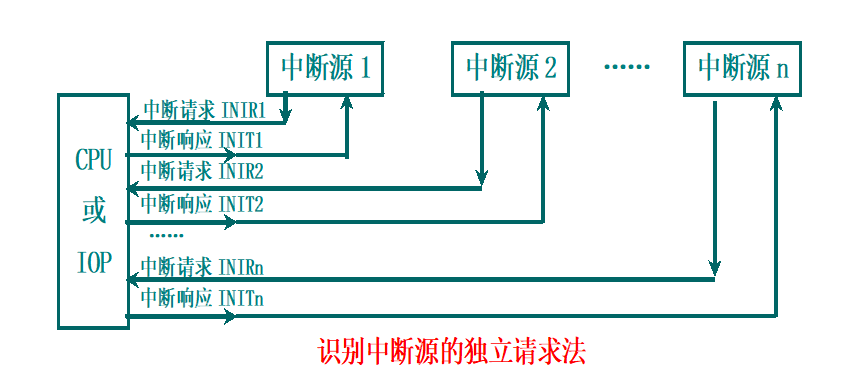 中断源 1
中断源 2
······
中断源 n
中断请求 INIR1
中断响应 INIT1
中断请求 INIR2
中断响应 INIT2
······
中断请求 INIRn
中断响应 INITn
CPU
或
IOP
识别中断源的独立请求法